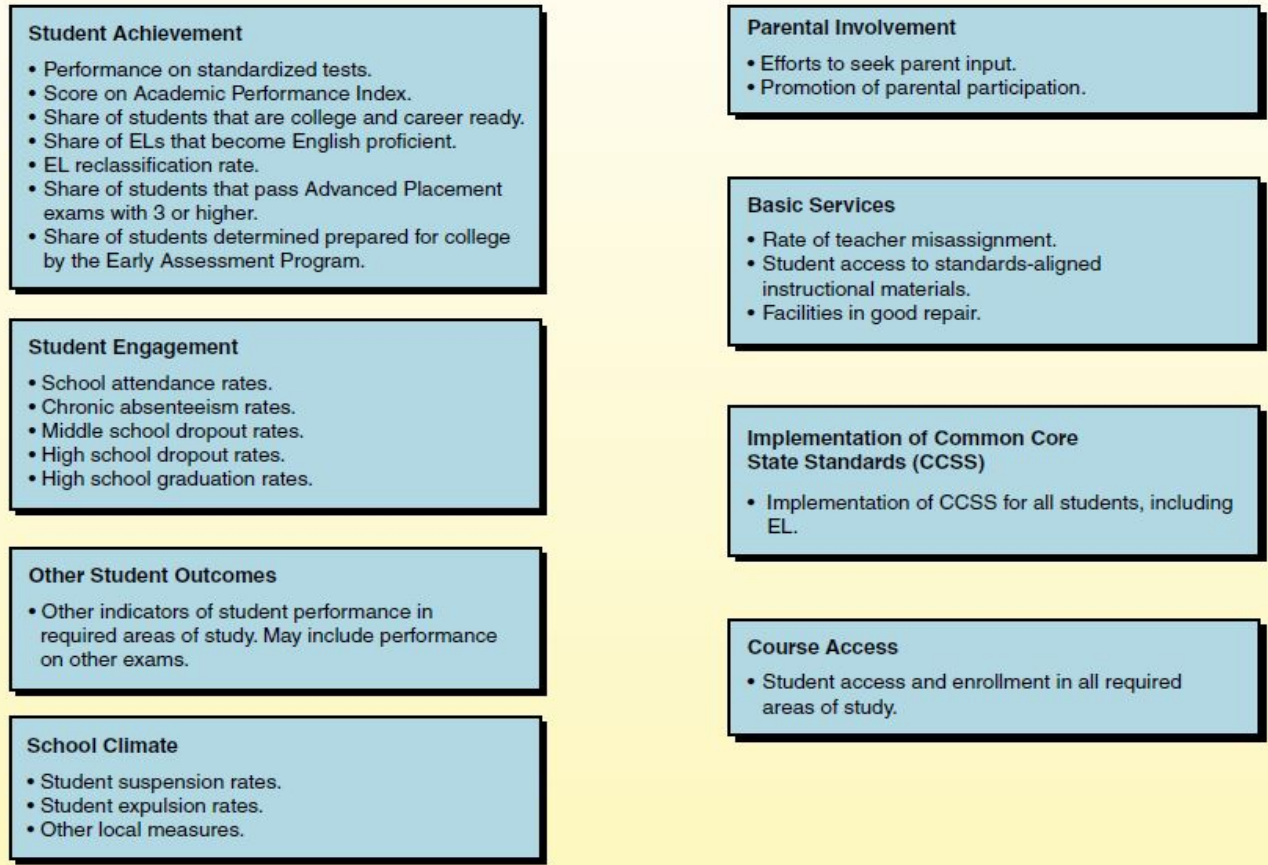 Student Achievement
• Performance on standardized tests.
• Score on Academic Performance Index.
• Share of students that are college and career ready.
• Share of ELs that become English proficient.
• EL reclassification rate.
• Share of students that pass Advanced Placement
exams with 3 or higher.
• Share of students determined prepared for college
by the Early Assessment Program.
Student Engagement
• School attendance rates.
• Chronic absenteeism rates.
• Middle school dropout rates.
• High school dropout rates.
• High school graduation rates.
Other Student Outcomes
• Other indicators of student performance in
required areas of study. May include performance
on other exams.
School Climate
• Student suspension rates.
• Student expulsion rates.
• Other local measures.
Parental Involvement
• Efforts to seek parent input.
• Promotion of parental participation.
Basic Services
• Rate of teacher misassignment.
• Student access to standards-aligned
instructional materials.
• Facilities in good repair.
Implementation of Common Core
State Standards (CCSS)
• Implementation of CCSS for all students, including
EL.
Course Access
• Student access and enrollment in all required
areas of study.